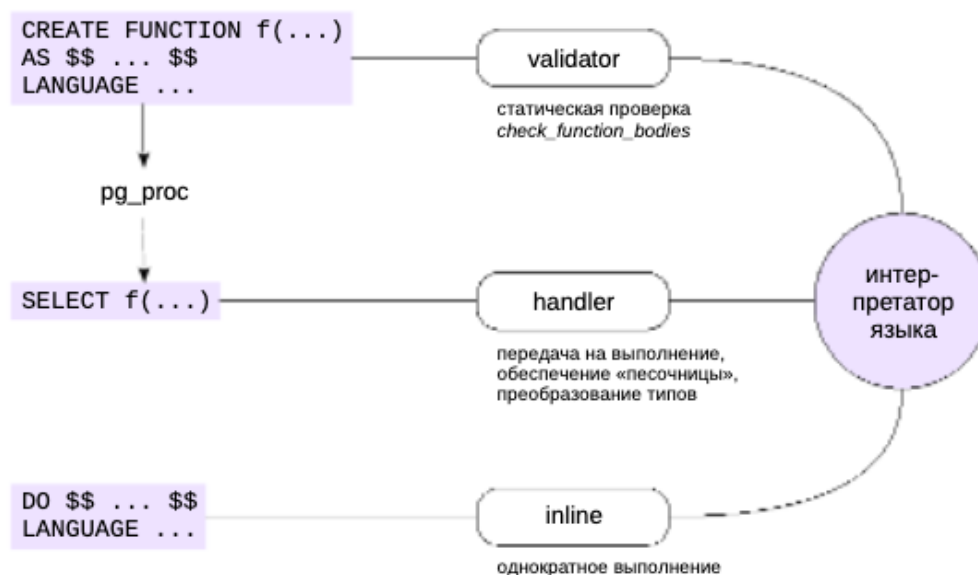 CREATE FUNCTION f(...)
AS $$ ... $$
LANGUAGE ...
validator
статическая проверка
check_function_bodies
pg_proc
SELECT f(...)
handler
передача на выполнение,
обеспечение «песочницы»,
преобразование типов
интер-
претатор
языка
DO $$ ... $$
LANGUAGE ...
inline
однократное выполнение